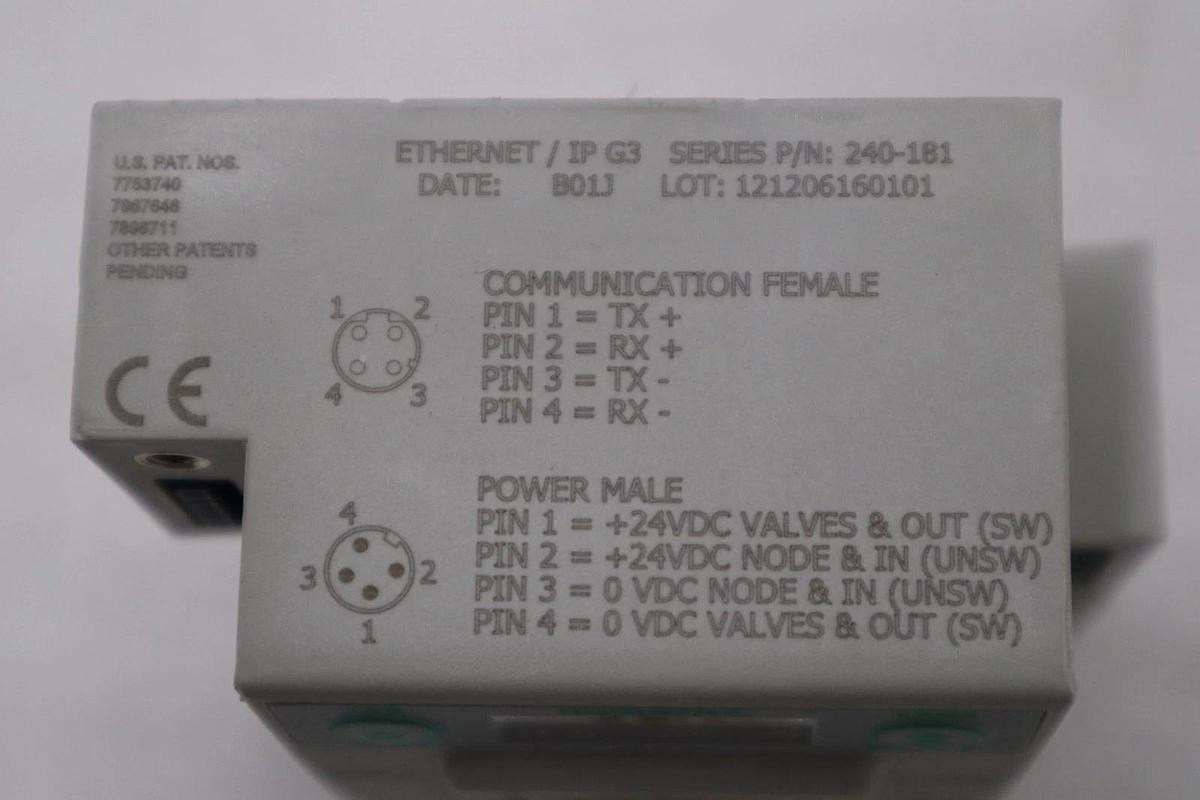 U.S. PAT. NOS.
7753740
7967646
7896711
OTHER PATENTS
PENDING
CE
ETHERNET / IP G3 SERIES P/N: 240-181
DATE: B01J LOT: 121206160101
COMMUNICATION FEMALE
PIN 1 = TX +
PIN 2 = RX +
PIN 3 = TX -
PIN 4 = RX -
1 2
4 3
POWER MALE
PIN 1 = +24VDC VALVES & OUT (SW)
PIN 2 = +24VDC NODE & IN (UNSW)
PIN 3 = 0 VDC NODE & IN (UNSW)
PIN 4 = 0 VDC VALVES & OUT (SW)
4
3 2
1